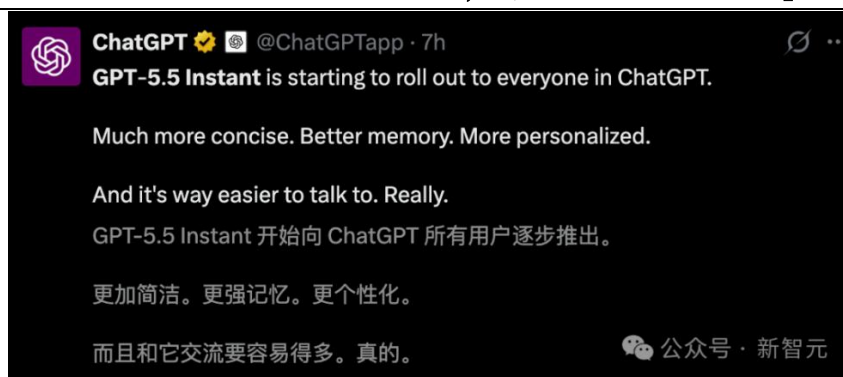 ChatGPT @ChatGPTapp · 7h
GPT-5.5 Instant is starting to roll out to everyone in ChatGPT.
Much more concise. Better memory. More personalized.
And it's way easier to talk to. Really.
GPT-5.5 Instant 开始向 ChatGPT 所有用户逐步推出。
更加简洁。更强记忆。更个性化。
而且和它交流要容易得多。真的。
公众号 · 新智元